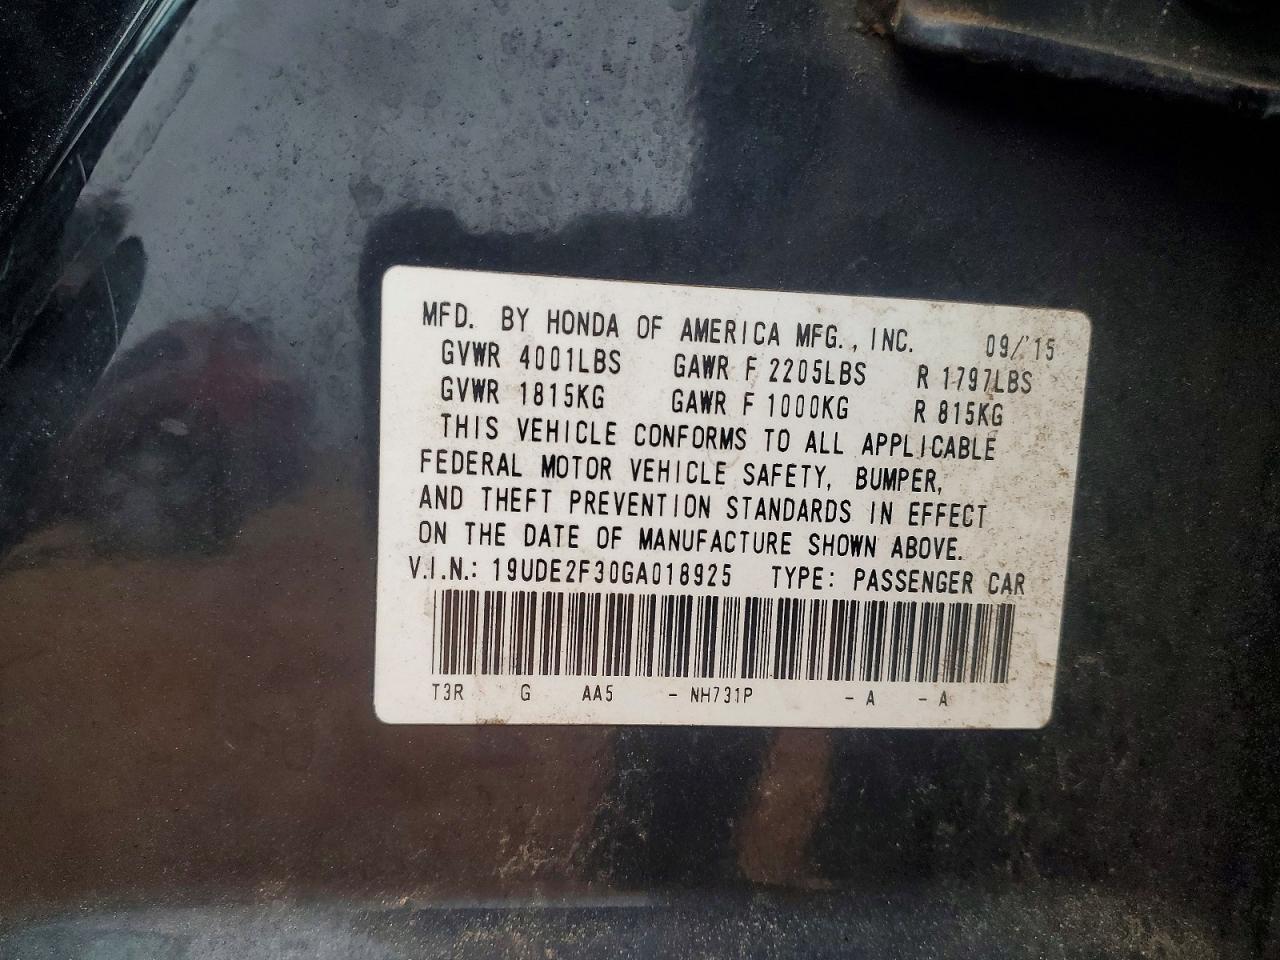 MFD. BY HONDA OF AMERICA MFG., INC. 09/'15
GVWR 4001LBS GAWR F 2205LBS R 1797LBS
GVWR 1815KG GAWR F 1000KG R 815KG
THIS VEHICLE CONFORMS TO ALL APPLICABLE
FEDERAL MOTOR VEHICLE SAFETY, BUMPER,
AND THEFT PREVENTION STANDARDS IN EFFECT
ON THE DATE OF MANUFACTURE SHOWN ABOVE.
V.I.N.: 19UDE2F30GA018925 TYPE: PASSENGER CAR
T3R G AA5 - NH731P - A - A